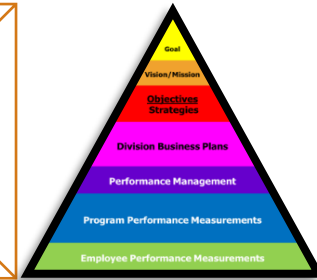 Goal
Vision/Mission
Objectives
Strategies
Division Business Plans
Performance Management
Program Performance Measurements
Employee Performance Measurements